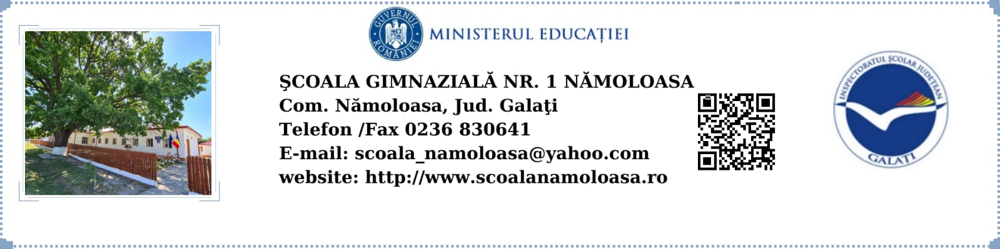 GUVERNUL ROMÂNIEI
MINISTERUL EDUCAȚIEI
ŞCOALA GIMNAZIALĂ NR. 1 NĂMOLOASA
Com. Nămoloasa, Jud. Galaţi
Telefon /Fax 0236 830641
E-mail: scoala_namoloasa@yahoo.com
website: http://www.scoalanamoloasa.ro
INSPECTORATUL ŞCOLAR JUDEŢEAN
GALAŢI